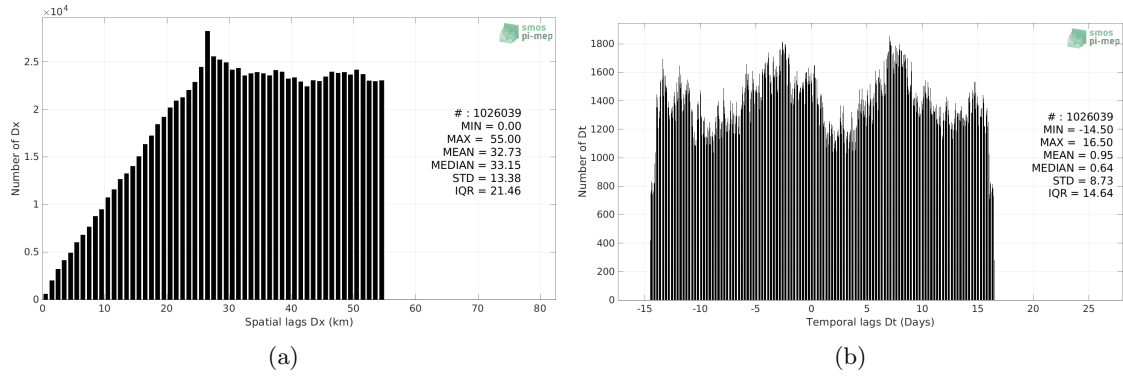 ×10⁴
2.5
2
1.5
1
0.5
0
0 10 20 30 40 50 60 70 80
Number of Dx
Spatial lags Dx (km)
smos
pi-mep
# : 1026039
MIN = 0.00
MAX = 55.00
MEAN = 32.73
MEDIAN = 33.15
STD = 13.38
IQR = 21.46
(a)
1800
1600
1400
1200
1000
800
600
400
200
0
-15 -10 -5 0 5 10 15 20 25
Number of Dt
Temporal lags Dt (Days)
smos
pi-mep
# : 1026039
MIN = -14.50
MAX = 16.50
MEAN = 0.95
MEDIAN = 0.64
STD = 8.73
IQR = 14.64
(b)